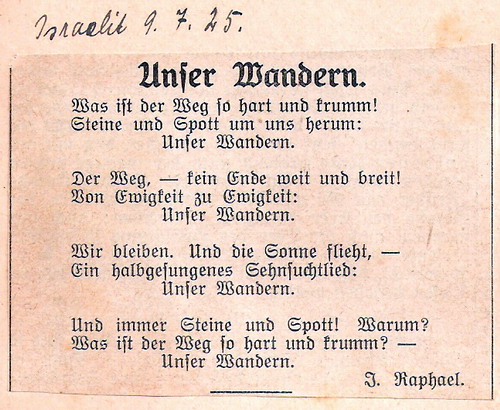 Israelit 9. 7. 25.
Unser Wandern.
Was ist der Weg so hart und krumm!
Steine und Spott um uns herum:
Unser Wandern.
Der Weg, — kein Ende weit und breit!
Von Ewigkeit zu Ewigkeit:
Unser Wandern.
Wir bleiben. Und die Sonne flieht, —
Ein halbgesungenes Sehnsuchtlied:
Unser Wandern.
Und immer Steine und Spott! Warum?
Was ist der Weg so hart und krumm? —
Unser Wandern.
J. Raphael.